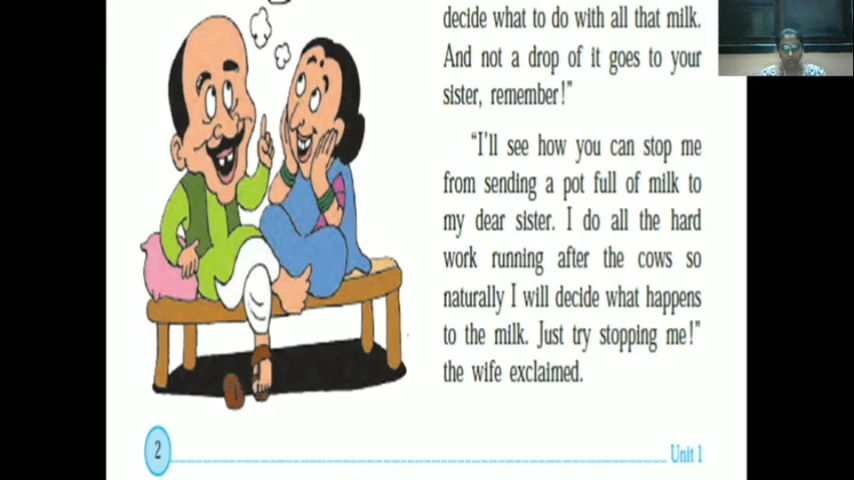 decide what to do with all that milk.
And not a drop of it goes to your
sister, remember!"
"I'll see how you can stop me
from sending a pot full of milk to
my dear sister. I do all the hard
work running after the cows so
naturally I will decide what happens
to the milk. Just try stopping me!"
the wife exclaimed.
2
Unit 1